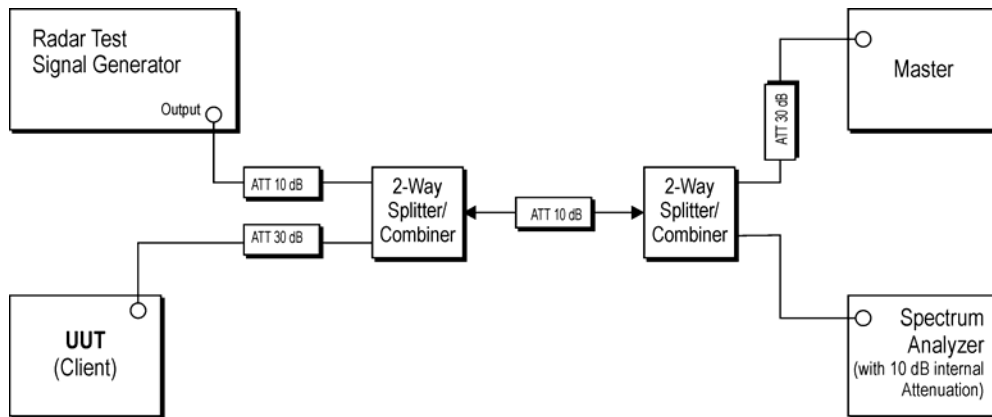 Radar Test
Signal Generator
Output
ATT 10 dB
2-Way
Splitter/
Combiner
ATT 30 dB
ATT 10 dB
2-Way
Splitter/
Combiner
ATT 30 dB
Master
UUT
(Client)
Spectrum
Analyzer
(with 10 dB internal
Attenuation)